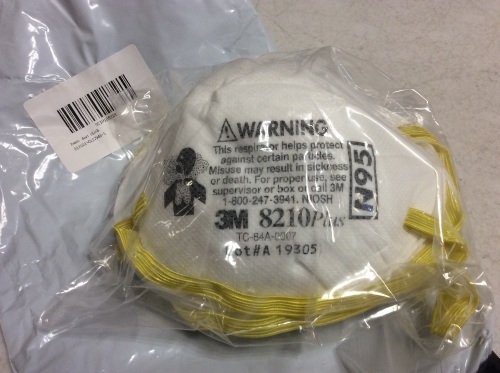 ⚠WARNING
This respirator helps protect
against certain particles.
Misuse may result in sickness
or death. For proper use, see
supervisor or box or call 3M
1-800-247-3941. NIOSH
3M 8210Plus
N95
TC-84A-0007
Lot#A 19305